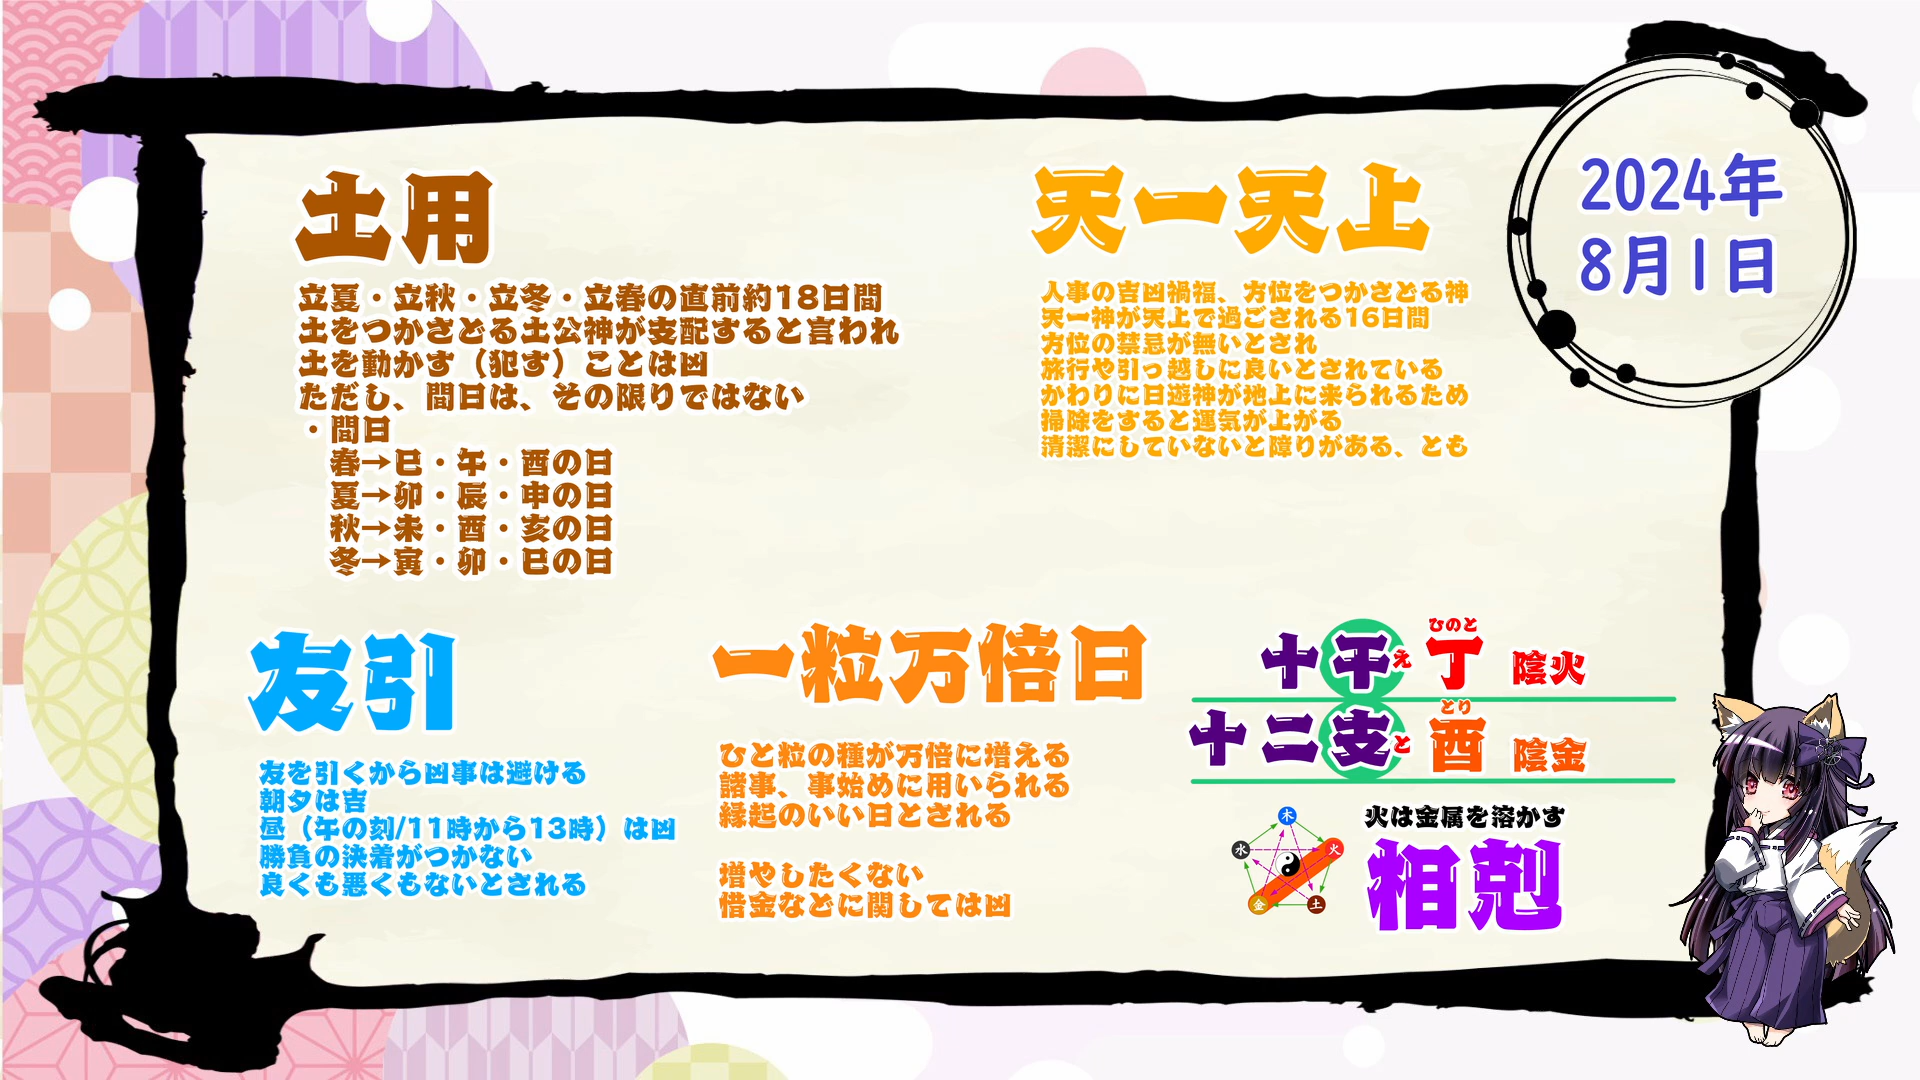 2024年
8月1日
土用
立夏・立秋・立冬・立春の直前約18日間
土をつかさどる土公神が支配すると言われ
土を動かす（犯す）ことは凶
ただし、間日は、その限りではない
・間日
春→巳・午・酉の日
夏→卯・辰・申の日
秋→未・酉・亥の日
冬→寅・卯・巳の日
天一天上
人事の吉凶禍福、方位をつかさどる神
天一神が天上で過ごされる16日間
方位の禁忌が無いとされ
旅行や引っ越しに良いとされている
かわりに日遊神が地上に来られるため
掃除をすると運気が上がる
清潔にしていないと障りがある、とも
友引
友を引くから凶事は避ける
朝夕は吉
昼（午の刻/11時から13時）は凶
勝負の決着がつかない
良くも悪くもないとされる
一粒万倍日
ひと粒の種が万倍に増える
諸事、事始めに用いられる
縁起のいい日とされる
増やしたくない
借金などに関しては凶
ひのと
十干え 丁 陰火
とり
十二支と 酉 陰金
火は金属を溶かす
相剋
木
水 火
金 土